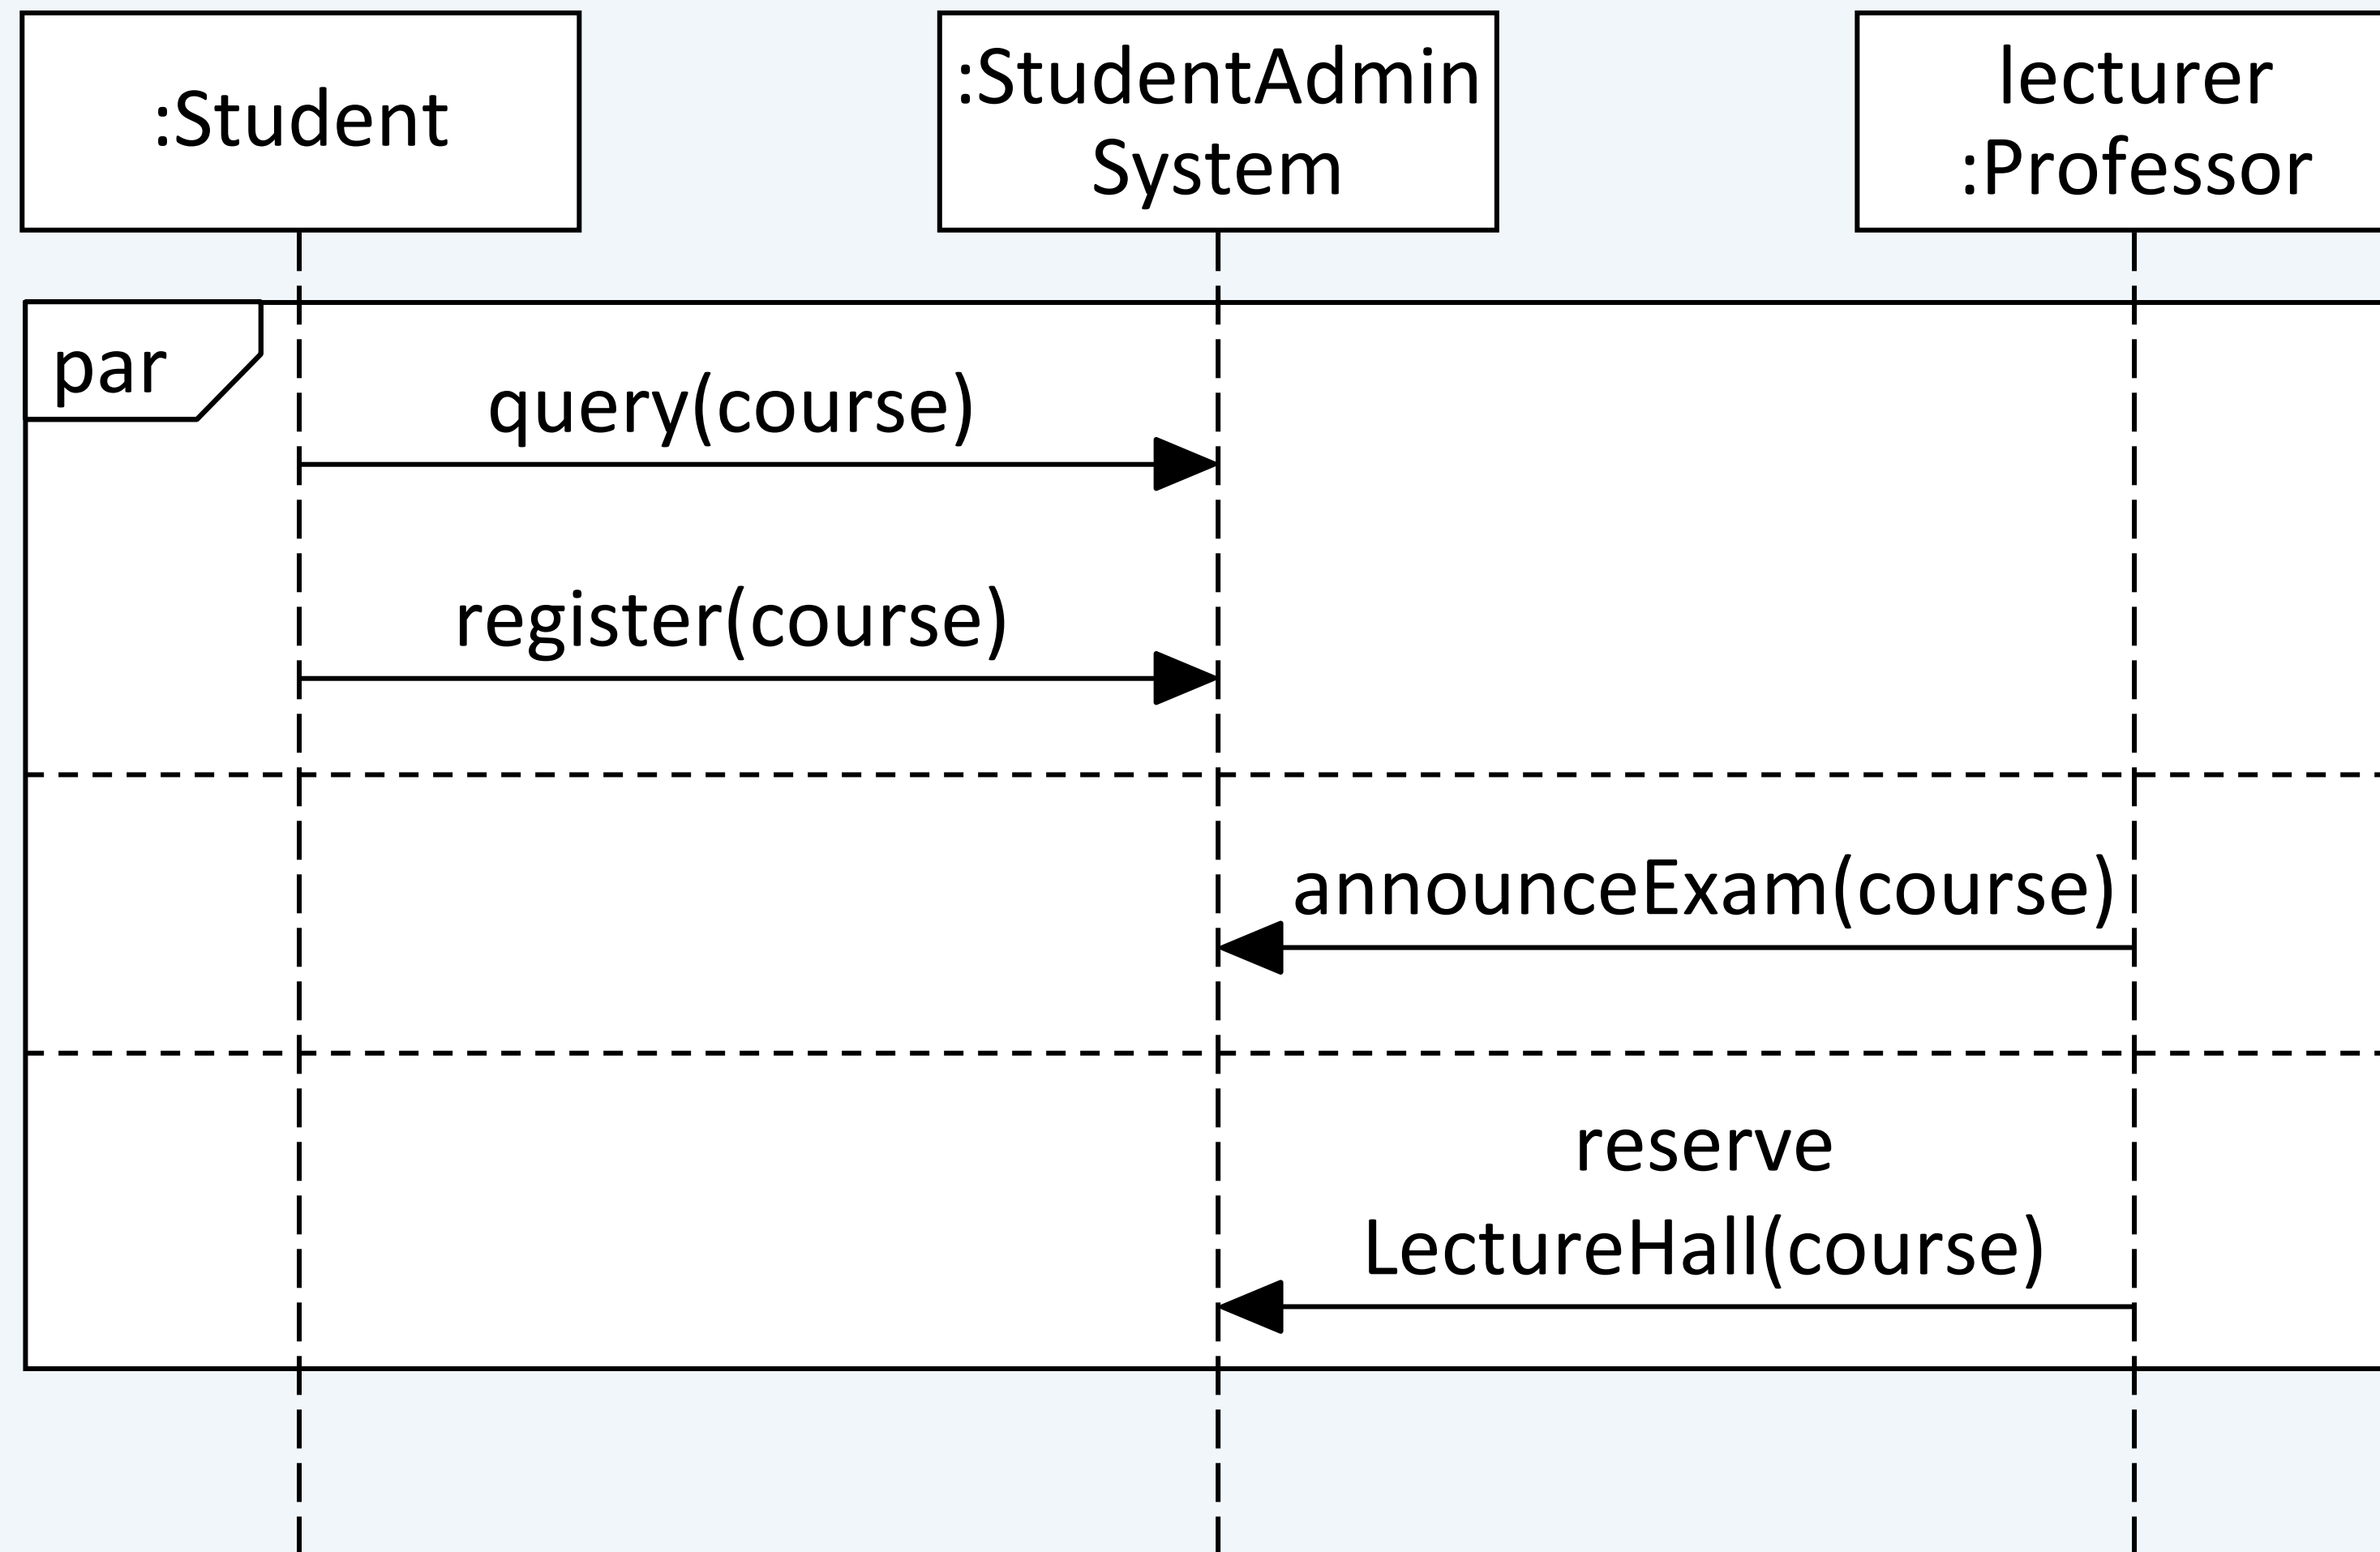 :Student
:StudentAdmin
System
lecturer
:Professor
par
query(course)
register(course)
announceExam(course)
reserve
LectureHall(course)